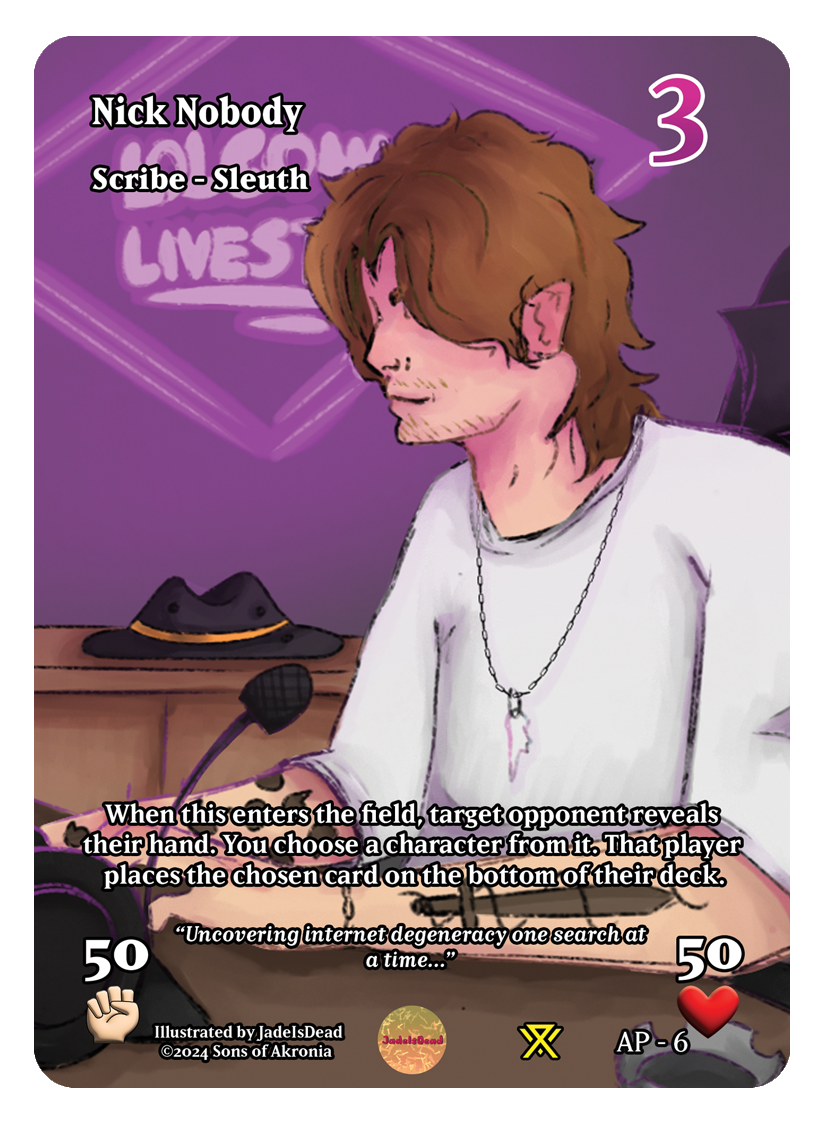 Nick Nobody
3
Scribe - Sleuth
LOLCOW
LIVEST
When this enters the field, target opponent reveals
their hand. You choose a character from it. That player
places the chosen card on the bottom of their deck.
“Uncovering internet degeneracy one search at
a time...”
50
50
Illustrated by JadeIsDead
©2024 Sons of Akronia
JadeIsDead
AP - 6